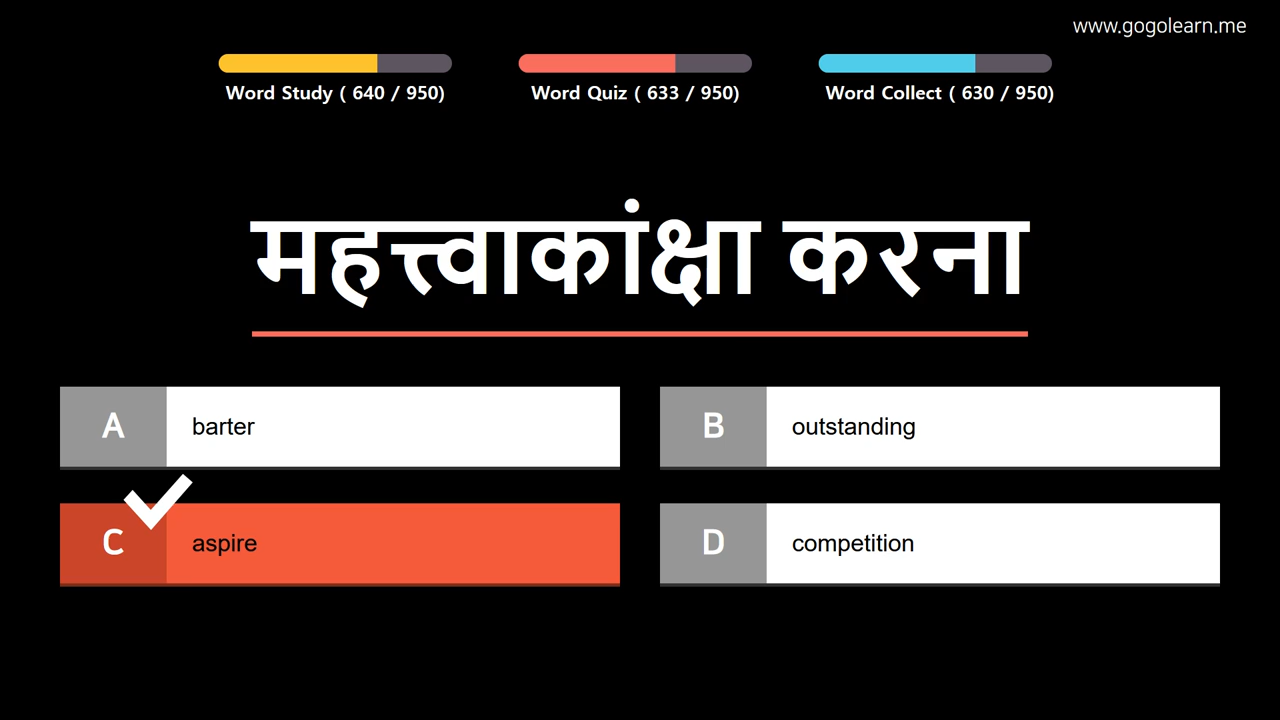 www.gogolearn.me
Word Study ( 640 / 950)
Word Quiz ( 633 / 950)
Word Collect ( 630 / 950)
महत्त्वाकांक्षा करना
A barter
B outstanding
C aspire
D competition